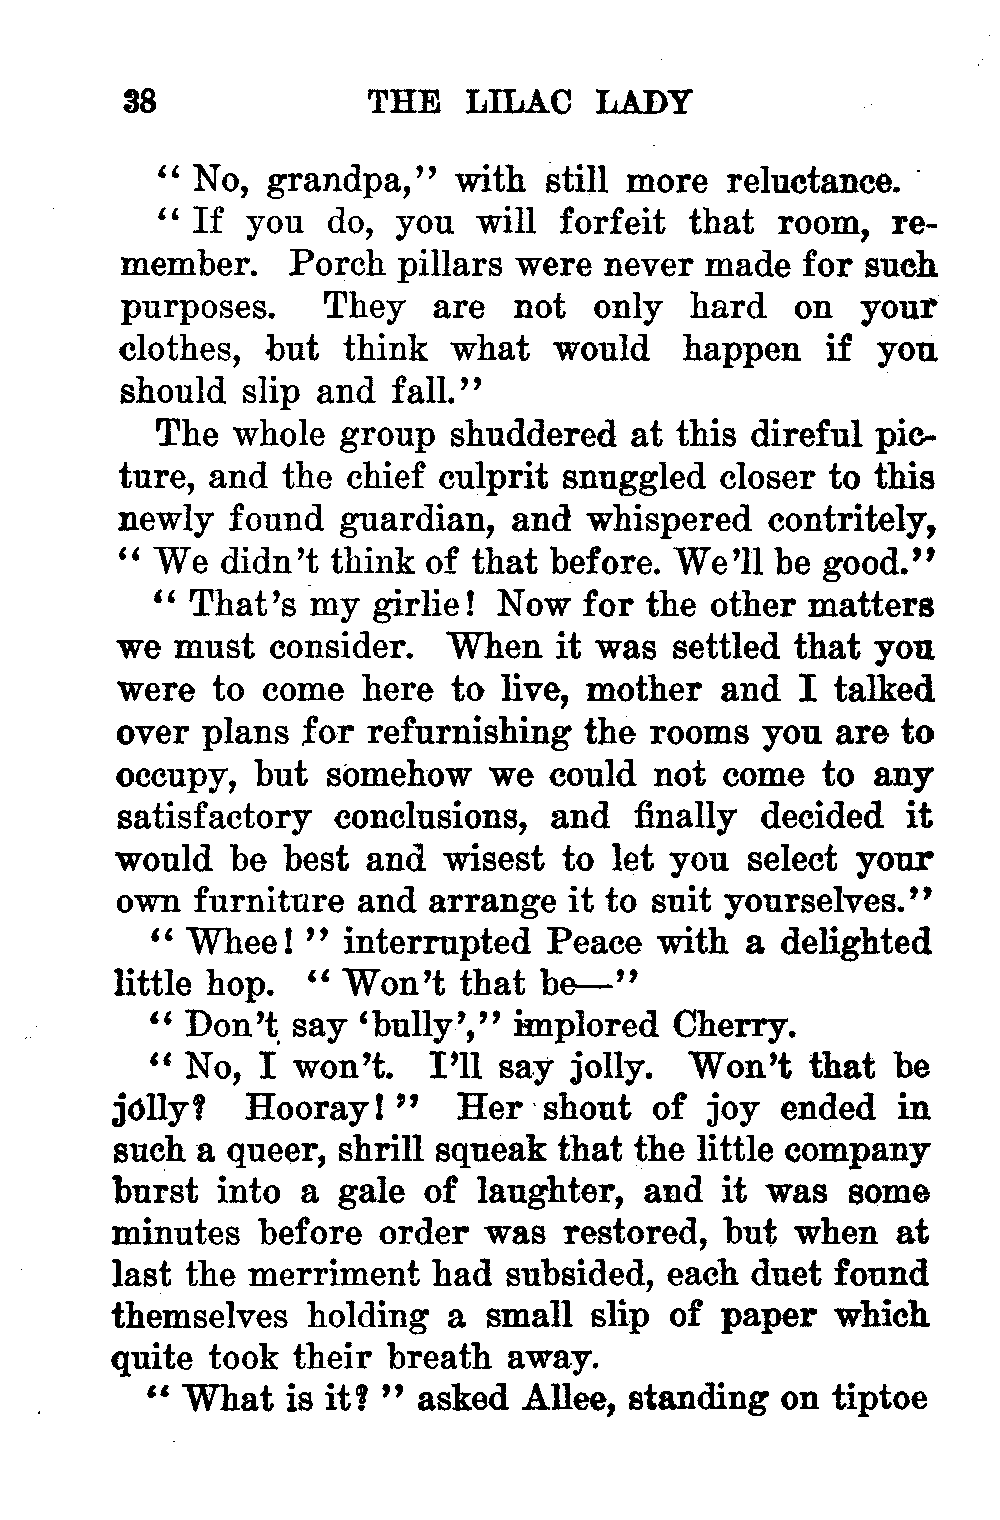 38 THE LILAC LADY
“ No, grandpa,” with still more reluctance.
“ If you do, you will forfeit that room, re-
member. Porch pillars were never made for such
purposes. They are not only hard on your
clothes, but think what would happen if you
should slip and fall.”
The whole group shuddered at this direful pic-
ture, and the chief culprit snuggled closer to this
newly found guardian, and whispered contritely,
“ We didn’t think of that before. We’ll be good.”
“ That’s my girlie! Now for the other matters
we must consider. When it was settled that you
were to come here to live, mother and I talked
over plans for refurnishing the rooms you are to
occupy, but somehow we could not come to any
satisfactory conclusions, and finally decided it
would be best and wisest to let you select your
own furniture and arrange it to suit yourselves.”
“ Whee! ” interrupted Peace with a delighted
little hop. “ Won’t that be—”
“ Don’t say ‘bully’,” implored Cherry.
“ No, I won’t. I’ll say jolly. Won’t that be
jolly? Hooray! ” Her shout of joy ended in
such a queer, shrill squeak that the little company
burst into a gale of laughter, and it was some
minutes before order was restored, but when at
last the merriment had subsided, each duet found
themselves holding a small slip of paper which
quite took their breath away.
“ What is it? ” asked Allee, standing on tiptoe